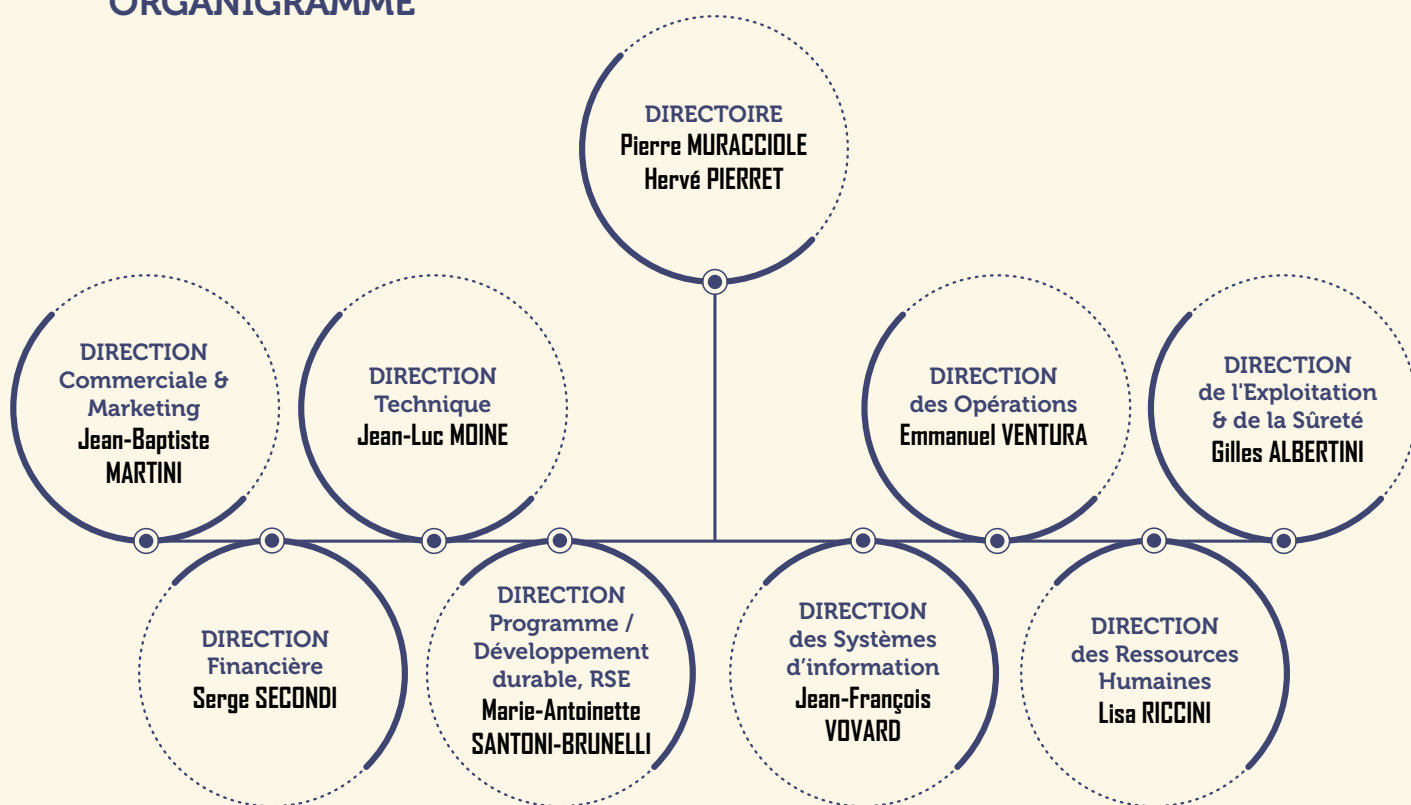 ORGANIGRAMME
DIRECTOIRE
Pierre MURACCIOLE
Hervé PIERRET
DIRECTION
Commerciale &
Marketing
Jean-Baptiste
MARTINI
DIRECTION
Technique
Jean-Luc MOINE
DIRECTION
des Opérations
Emmanuel VENTURA
DIRECTION
de l'Exploitation
& de la Sûreté
Gilles ALBERTINI
DIRECTION
Financière
Serge SECONDI
DIRECTION
Programme /
Développement
durable, RSE
Marie-Antoinette
SANTONI-BRUNELLI
DIRECTION
des Systèmes
d’information
Jean-François
VOVARD
DIRECTION
des Ressources
Humaines
Lisa RICCINI